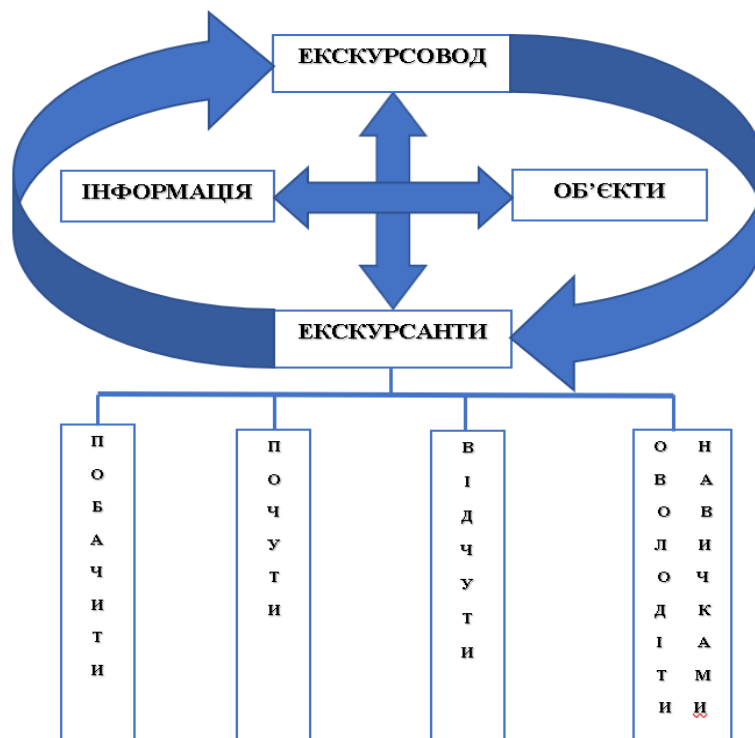 ЕКСКУРСОВОД
ІНФОРМАЦІЯ
ОБ’ЄКТИ
ЕКСКУРСАНТИ
ПОБАЧИТИ
ПОЧУТИ
ВІДЧУТИ
ОВОЛОДІТИ
НАВИЧКАМИ